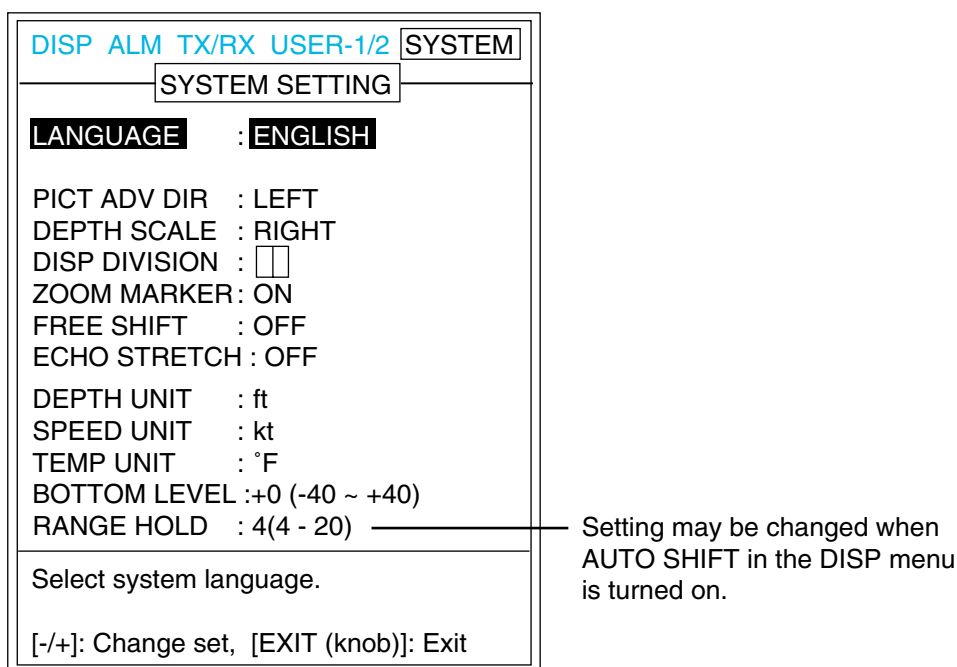 DISP ALM TX/RX USER-1/2 SYSTEM
SYSTEM SETTING
LANGUAGE : ENGLISH
PICT ADV DIR : LEFT
DEPTH SCALE : RIGHT
DISP DIVISION :
ZOOM MARKER : ON
FREE SHIFT : OFF
ECHO STRETCH : OFF
DEPTH UNIT : ft
SPEED UNIT : kt
TEMP UNIT : ˚F
BOTTOM LEVEL :+0 (-40 ~ +40)
RANGE HOLD : 4(4 - 20)
Setting may be changed when
AUTO SHIFT in the DISP menu
is turned on.
Select system language.
[-/+]: Change set, [EXIT (knob)]: Exit